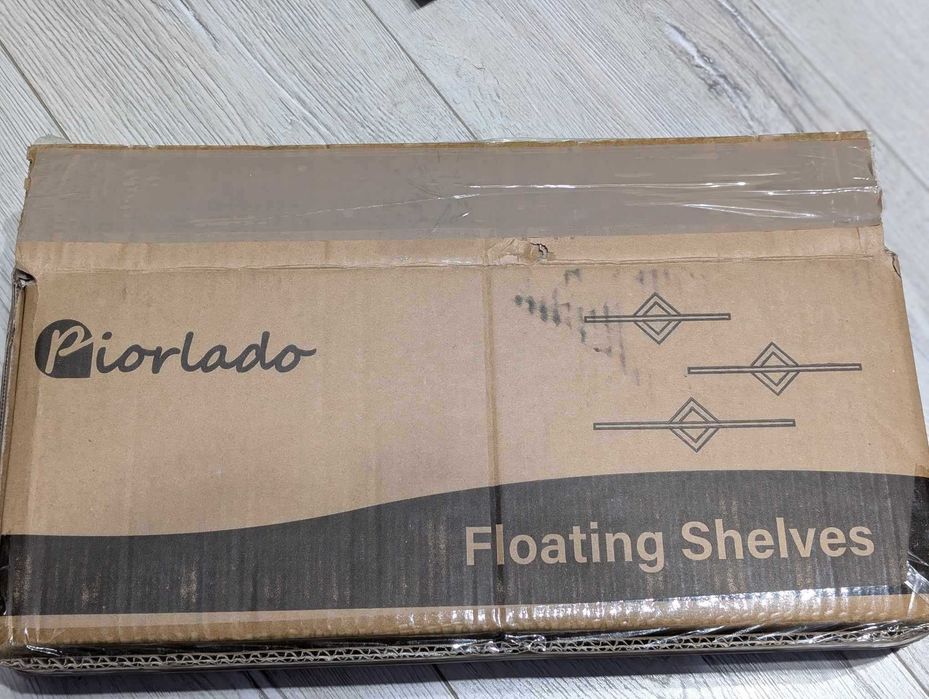 Piorlado
Floating Shelves